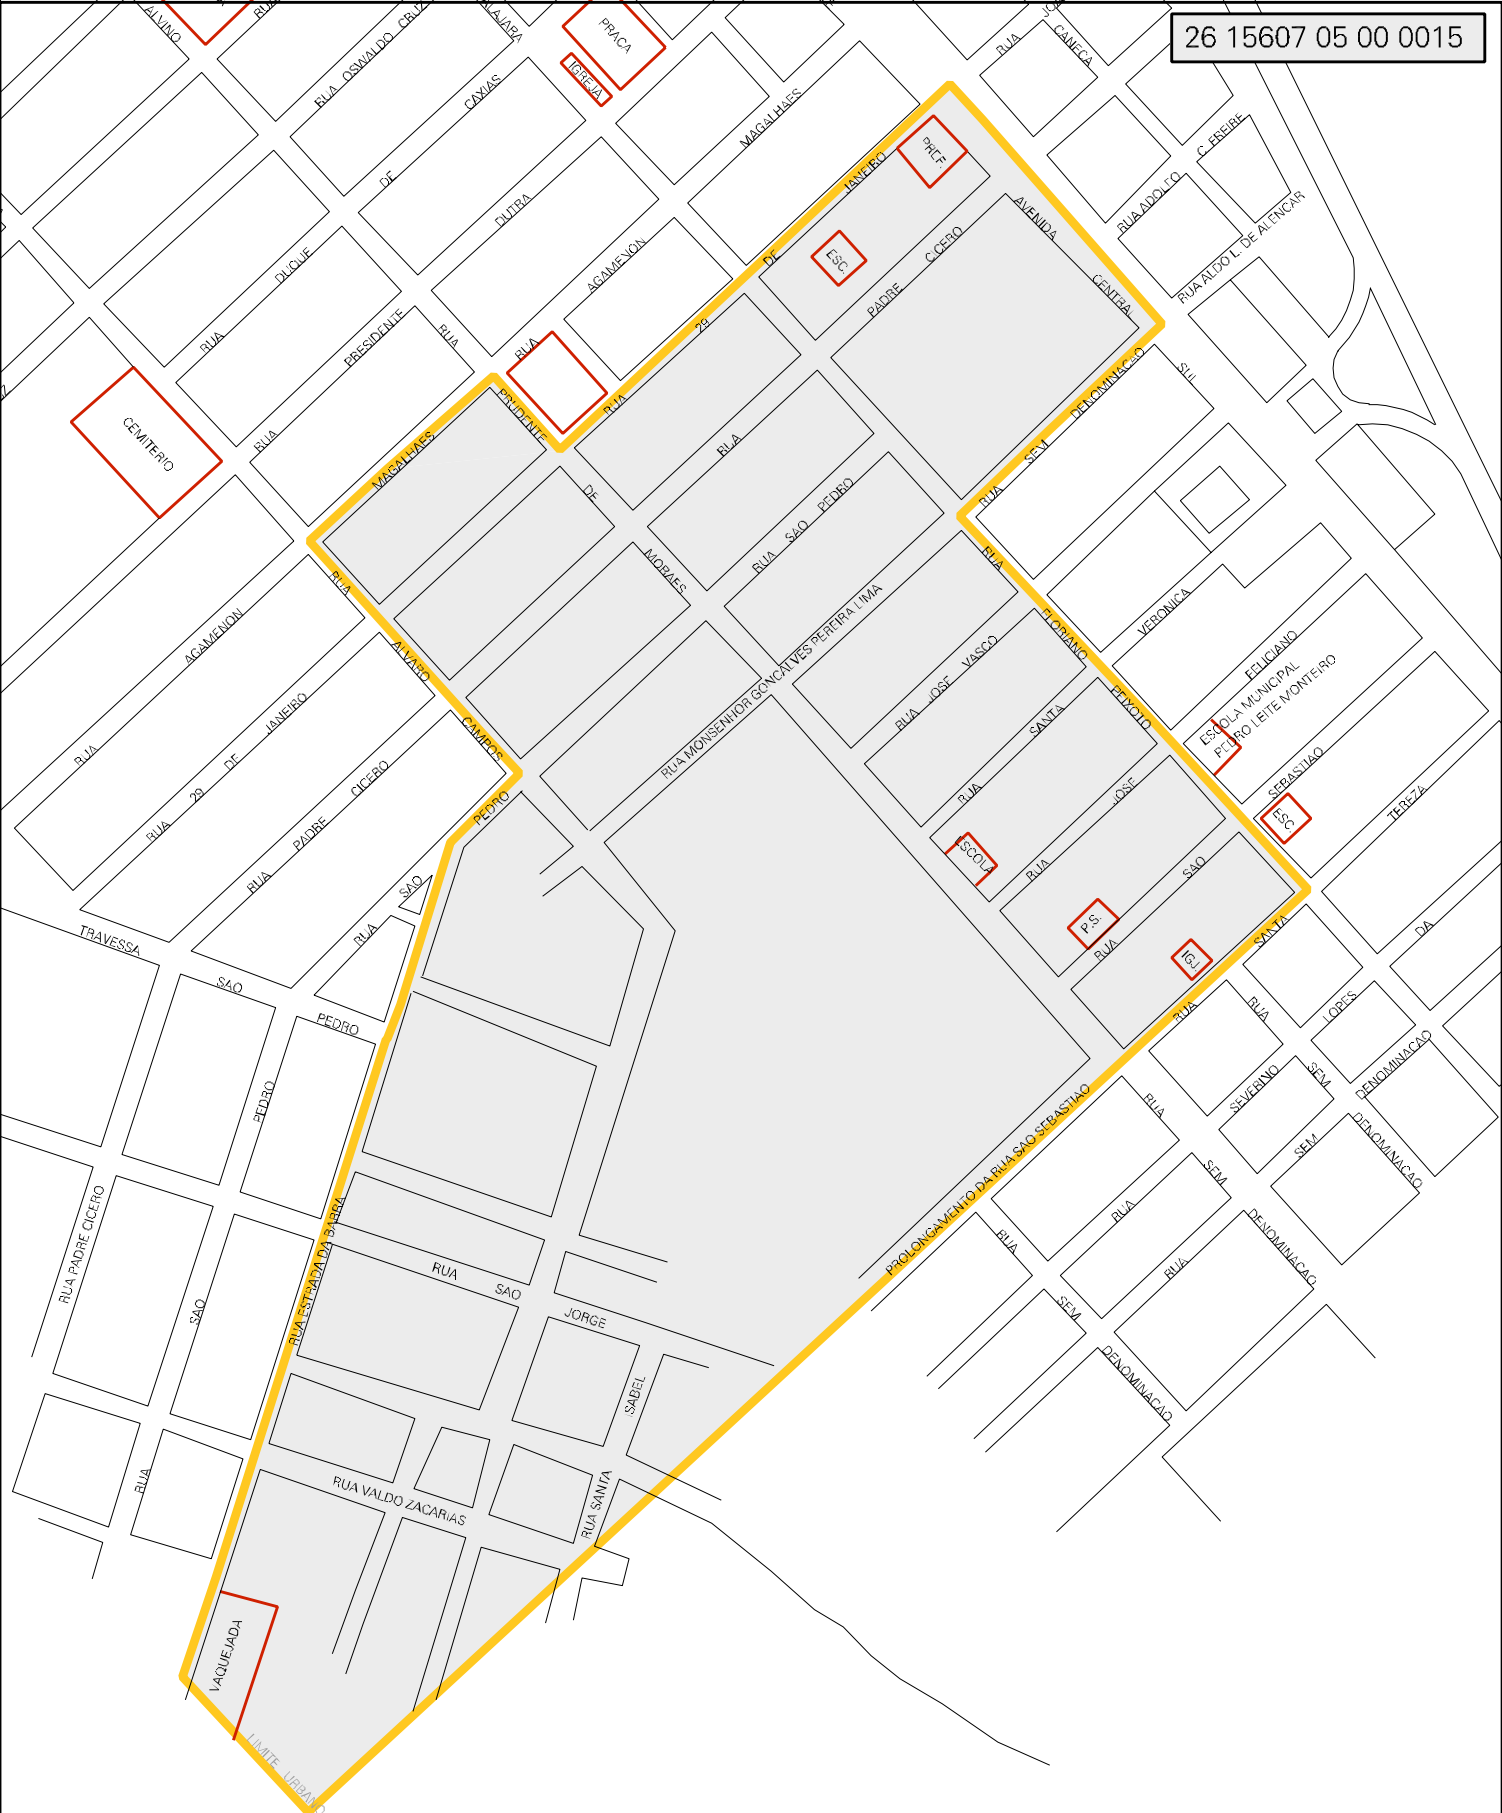 26 15607 05 00 0015
ALVINO
RUA OSWALDO CRUZ
PRACA
IGREJA
RUA
CANECA
CAXIAS
DE
MAGALHAES
C. FREIRE
RUA ADOLFO
RUA ALDO L. DE ALENCAR
JANEIRO
PREF.
DUTRA
AVENIDA
CICERO
ESC.
DE
AGAMENON
DUQUE
PADRE
CENTRAL
RUA
PRESIDENTE
RUA
RUA
29
DENOMINACAO
SUL
RUA
PRUDENTE
CEMITERIO
RUA
MAGALHAES
RUA
SEM
DE
RUA SAO PEDRO
RUA
MORAES
RUA
RUA
AGAMENON
RUA MONSENHOR GONCALVES PEREIRA LIMA
FLORIANO
VERONICA
ALVARO
RUA JOSE VASCO
FELICIANO
ESCOLA MUNICIPAL
PEDRO LEITE MONTEIRO
PEIXOTO
SANTA
RUA
RUA 29 DE JANEIRO
CAMPOS
SEBASTIAO
CICERO
PADRE
RUA
PEDRO
RUA
JOSE
RUA
ESC.
TEREZA
ESCOLA
SAO
RUA
SAO
RUA
P.S.
IGJ.
SANTA
RUA
DA
TRAVESSA
SAO
PEDRO
LOPES
RUA
SEM
DENOMINACAO
DENOMINACAO
SEVERINO
SEM
PEDRO
SAO
RUA
RUA PADRE CICERO
RUA ESTRADA DA BARRA
PROLONGAMENTO DA RUA SAO SEBASTIAO
RUA
SEM
DENOMINACAO
RUA
RUA
RUA
SEM
DENOMINACAO
RUA
SAO
JORGE
ISABEL
RUA SANTA
RUA VALDO ZACARIAS
VAQUEJADA
LIMITE URBANO